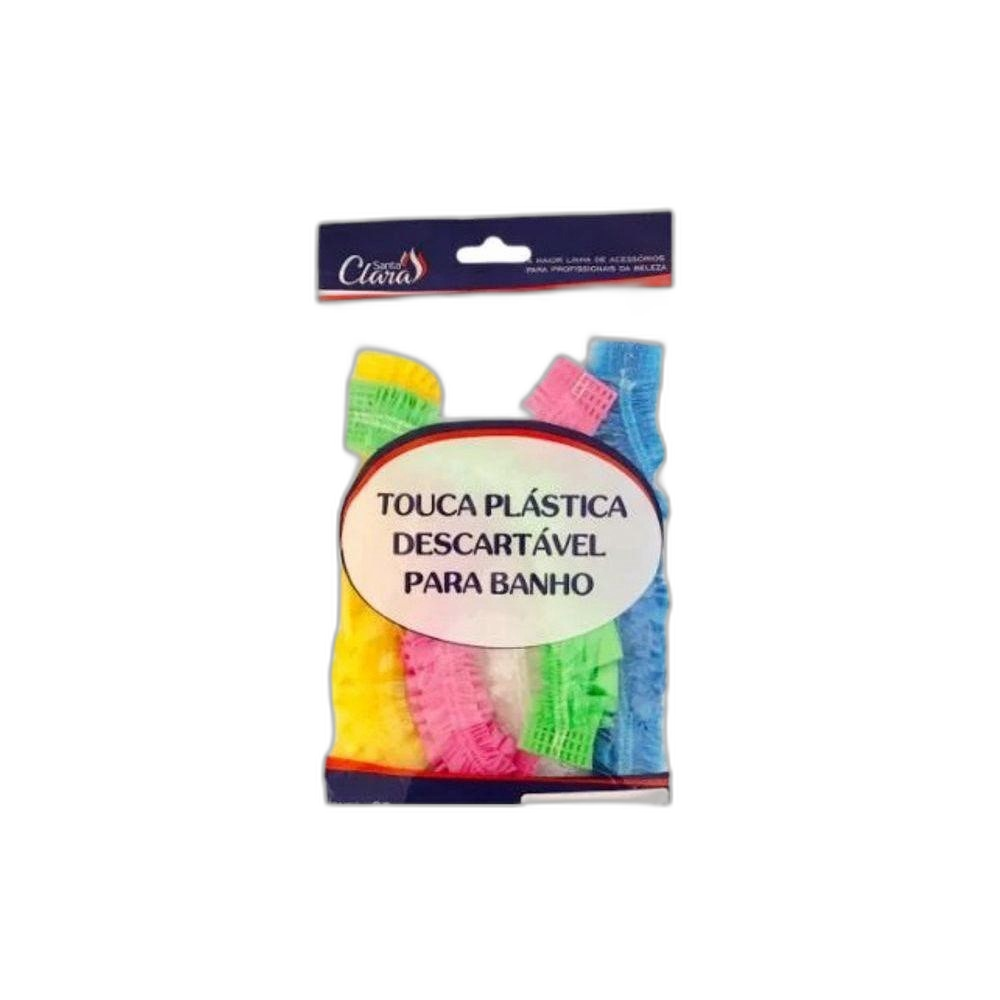 Santa
Clara
A MAIOR LINHA DE ACESSÓRIOS
PARA PROFISSIONAIS DA BELEZA
TOUCA PLÁSTICA
DESCARTÁVEL
PARA BANHO